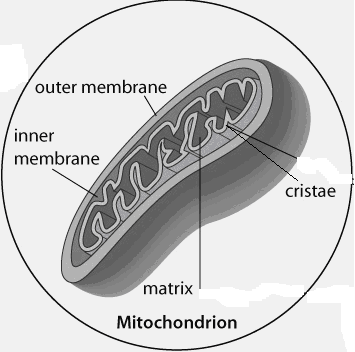 outer membrane
inner
membrane
cristae
matrix
Mitochondrion